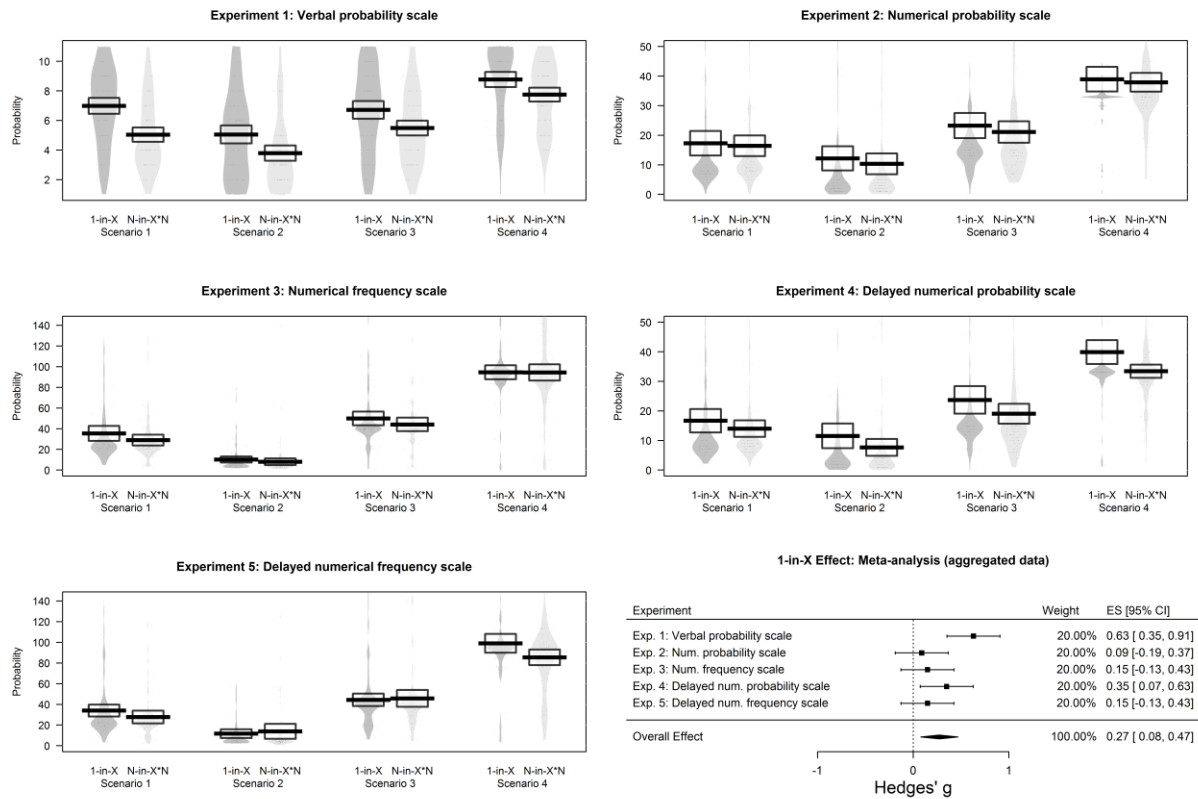 Experiment 1: Verbal probability scale
Probability
10
8
6
4
2
1-in-X N-in-X*N 1-in-X N-in-X*N 1-in-X N-in-X*N 1-in-X N-in-X*N
Scenario 1 Scenario 2 Scenario 3 Scenario 4
Experiment 2: Numerical probability scale
Probability
50
40
30
20
10
0
1-in-X N-in-X*N 1-in-X N-in-X*N 1-in-X N-in-X*N 1-in-X N-in-X*N
Scenario 1 Scenario 2 Scenario 3 Scenario 4
Experiment 3: Numerical frequency scale
Probability
140
120
100
80
60
40
20
0
1-in-X N-in-X*N 1-in-X N-in-X*N 1-in-X N-in-X*N 1-in-X N-in-X*N
Scenario 1 Scenario 2 Scenario 3 Scenario 4
Experiment 4: Delayed numerical probability scale
Probability
50
40
30
20
10
0
1-in-X N-in-X*N 1-in-X N-in-X*N 1-in-X N-in-X*N 1-in-X N-in-X*N
Scenario 1 Scenario 2 Scenario 3 Scenario 4
Experiment 5: Delayed numerical frequency scale
Probability
140
120
100
80
60
40
20
0
1-in-X N-in-X*N 1-in-X N-in-X*N 1-in-X N-in-X*N 1-in-X N-in-X*N
Scenario 1 Scenario 2 Scenario 3 Scenario 4
1-in-X Effect: Meta-analysis (aggregated data)
Experiment Weight ES [95% CI]
Exp. 1: Verbal probability scale 20.00% 0.63 [ 0.35, 0.91]
Exp. 2: Num. probability scale 20.00% 0.09 [-0.19, 0.37]
Exp. 3: Num. frequency scale 20.00% 0.15 [-0.13, 0.43]
Exp. 4: Delayed num. probability scale 20.00% 0.35 [ 0.07, 0.63]
Exp. 5: Delayed num. frequency scale 20.00% 0.15 [-0.13, 0.43]
Overall Effect 100.00% 0.27 [ 0.08, 0.47]
-1 0 1
Hedges' g